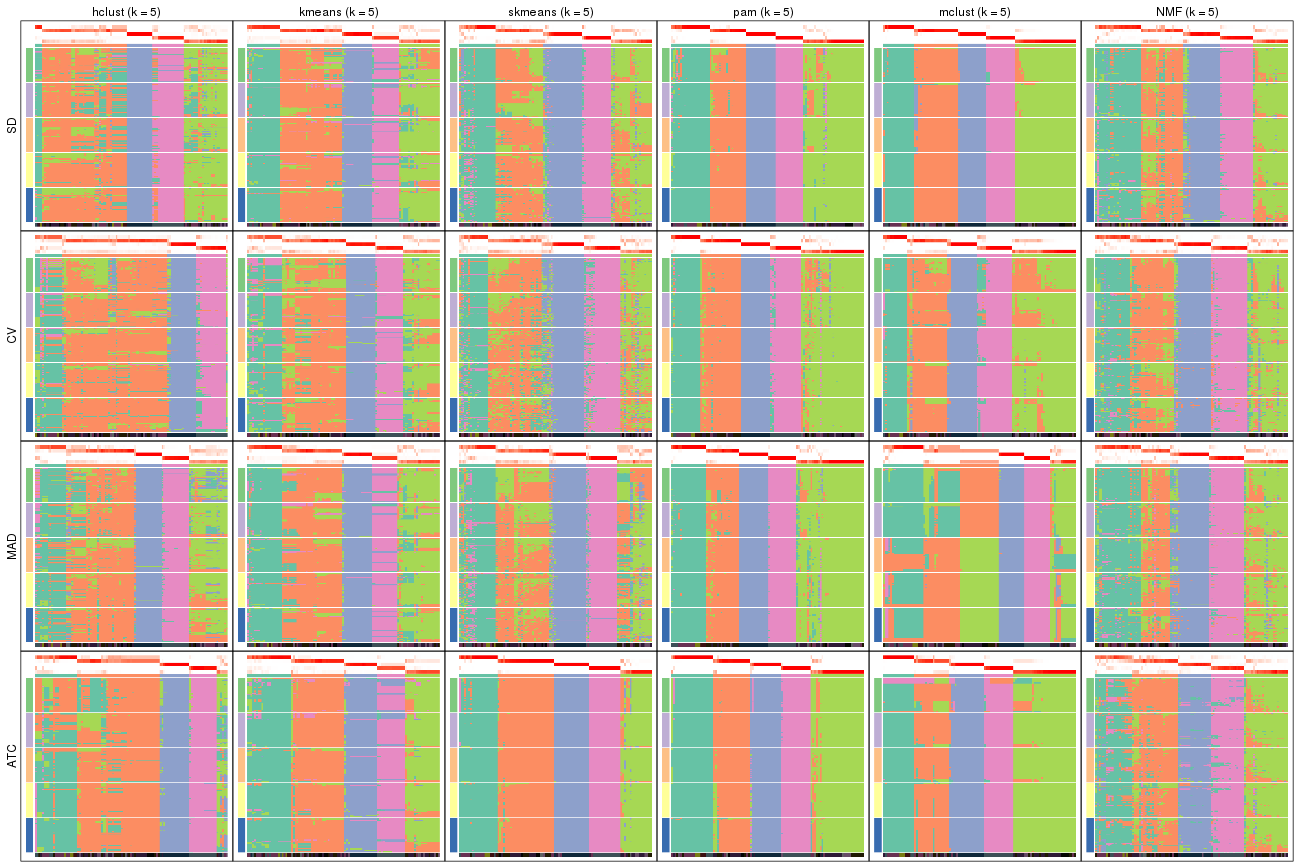 hclust (k = 5) kmeans (k = 5) skmeans (k = 5) pam (k = 5) mclust (k = 5) NMF (k = 5)
SD
CV
MAD
ATC